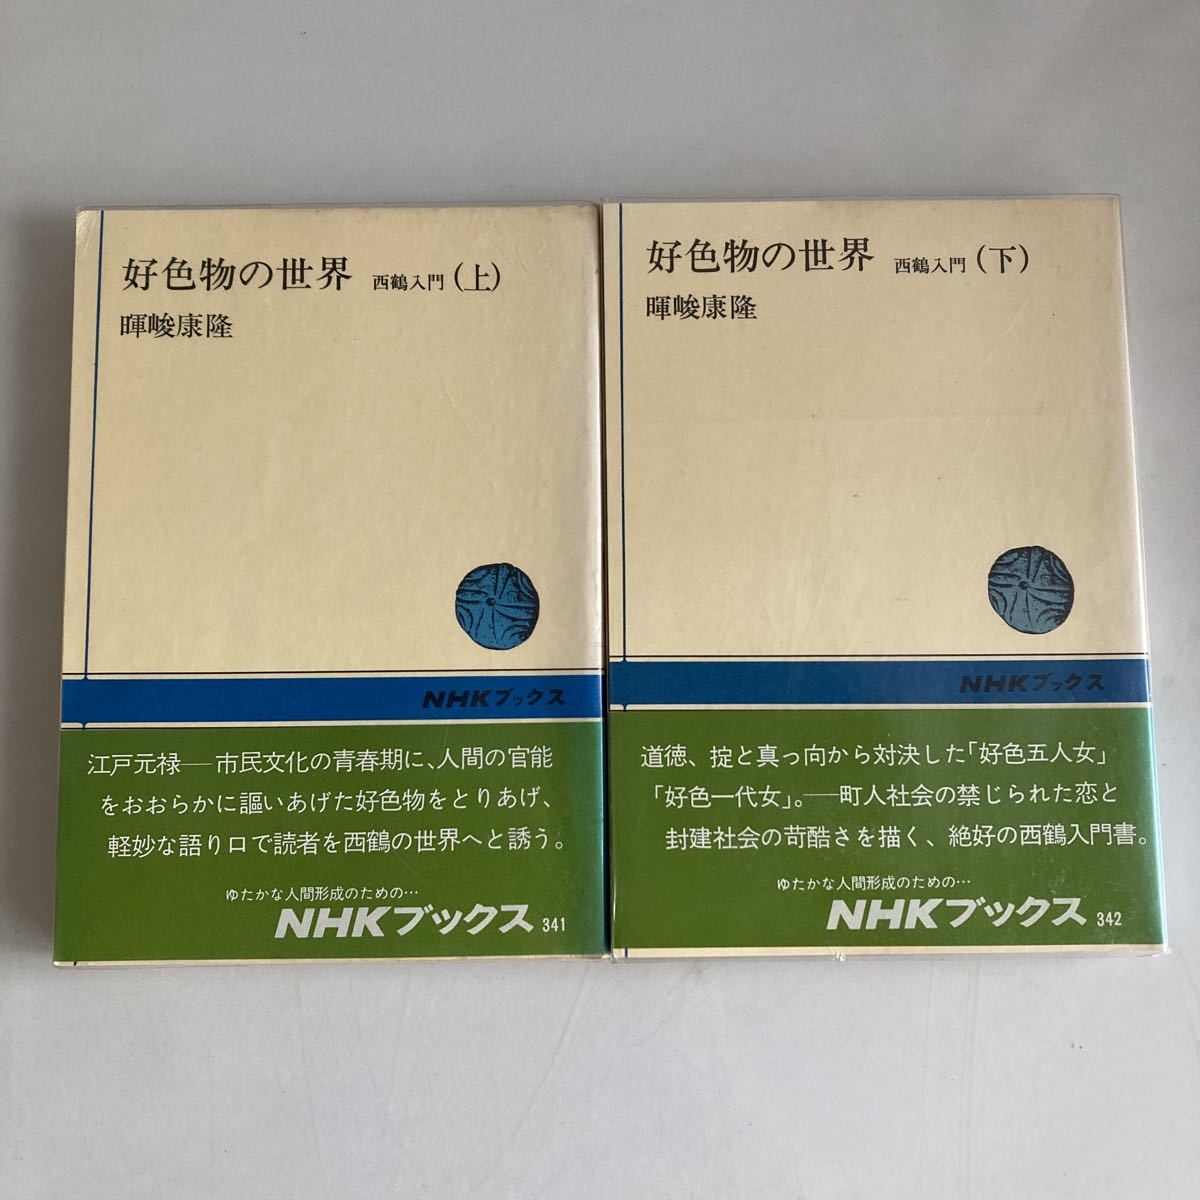 好色物の世界 西鶴入門(上)
暉峻康隆
NHKブックス
江戸元禄──市民文化の青春期に、人間の官能
をおおらかに謳いあげた好色物をとりあげ、
軽妙な語り口で読者を西鶴の世界へと誘う。
ゆたかな人間形成のための…
NHKブックス 341
好色物の世界 西鶴入門(下)
暉峻康隆
NHKブックス
道徳、掟と真っ向から対決した「好色五人女」
「好色一代女」。──町人社会の禁じられた恋と
封建社会の苛酷さを描く、絶好の西鶴入門書。
ゆたかな人間形成のための…
NHKブックス 342